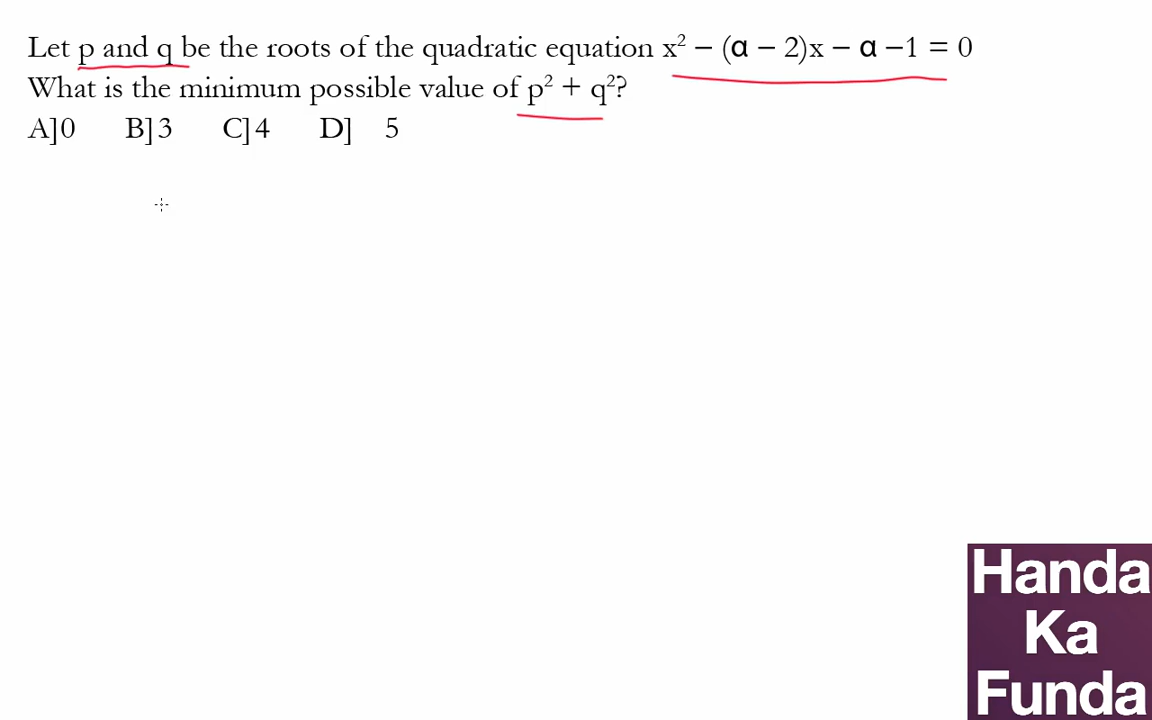 Let p and q be the roots of the quadratic equation x² − (α − 2)x − α −1 = 0
What is the minimum possible value of p² + q²?
A]0 B]3 C]4 D] 5
Handa
Ka
Funda